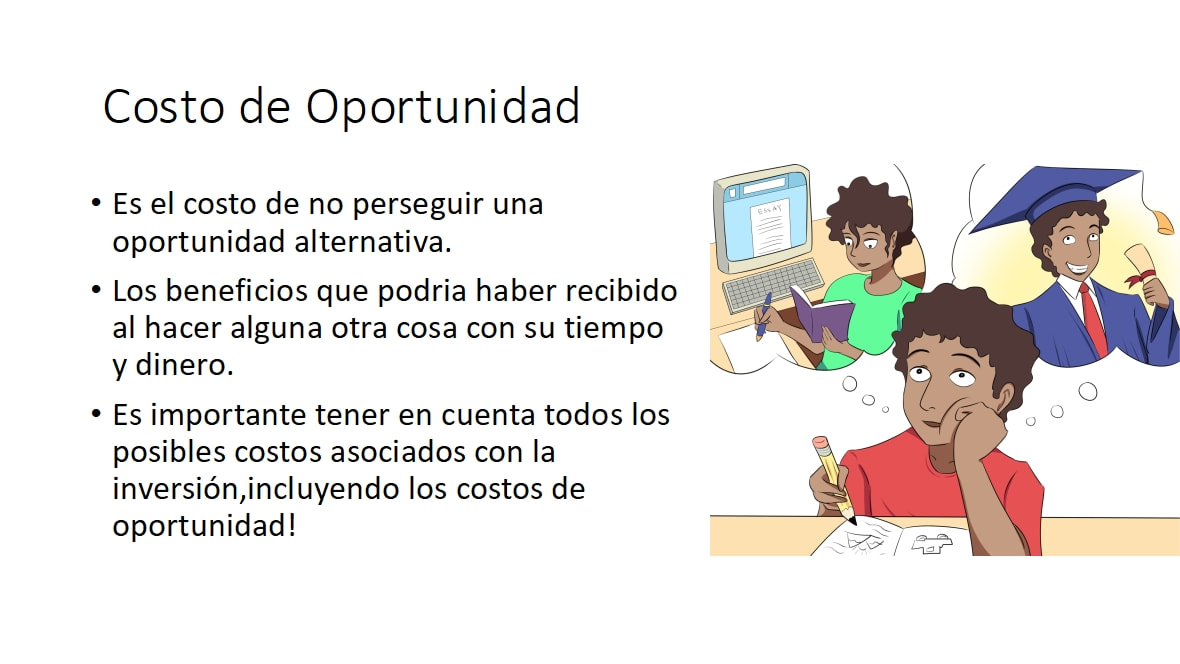 Costo de Oportunidad
• Es el costo de no perseguir una
oportunidad alternativa.
• Los beneficios que podria haber recibido
al hacer alguna otra cosa con su tiempo
y dinero.
• Es importante tener en cuenta todos los
posibles costos asociados con la
inversión,incluyendo los costos de
oportunidad!
ESSAY